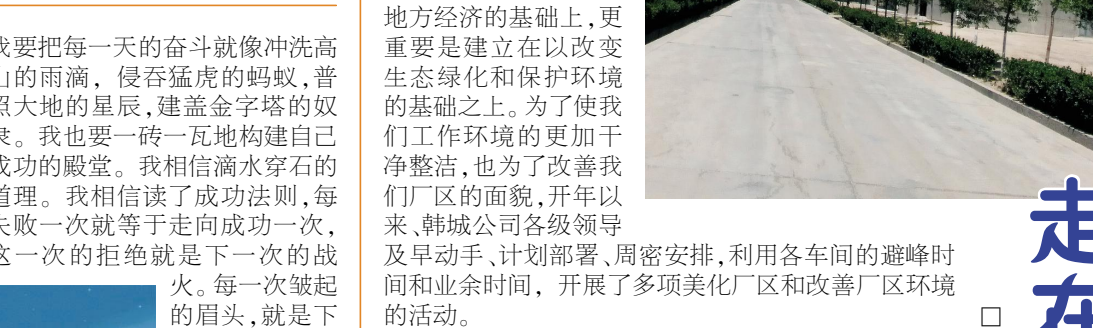 我要把每一天的奋斗就像冲洗高
山的雨滴，侵吞猛虎的蚂蚁，普
照大地的星辰，建盖金字塔的奴
隶。我也要一砖一瓦地构建自己
成功的殿堂。我相信滴水穿石的
道理。我相信读了成功法则，每
失败一次就等于走向成功一次，
这一次的拒绝就是下一次的战
火。每一次皱起
的眉头，就是下
地方经济的基础上，更
重要是建立在以改变
生态绿化和保护环境
的基础之上。为了使我
们工作环境的更加干
净整洁，也为了改善我
们厂区的面貌，开年以
来、韩城公司各级领导
及早动手、计划部署、周密安排，利用各车间的避峰时
间和业余时间，开展了多项美化厂区和改善厂区环境
的活动。
□
走
在